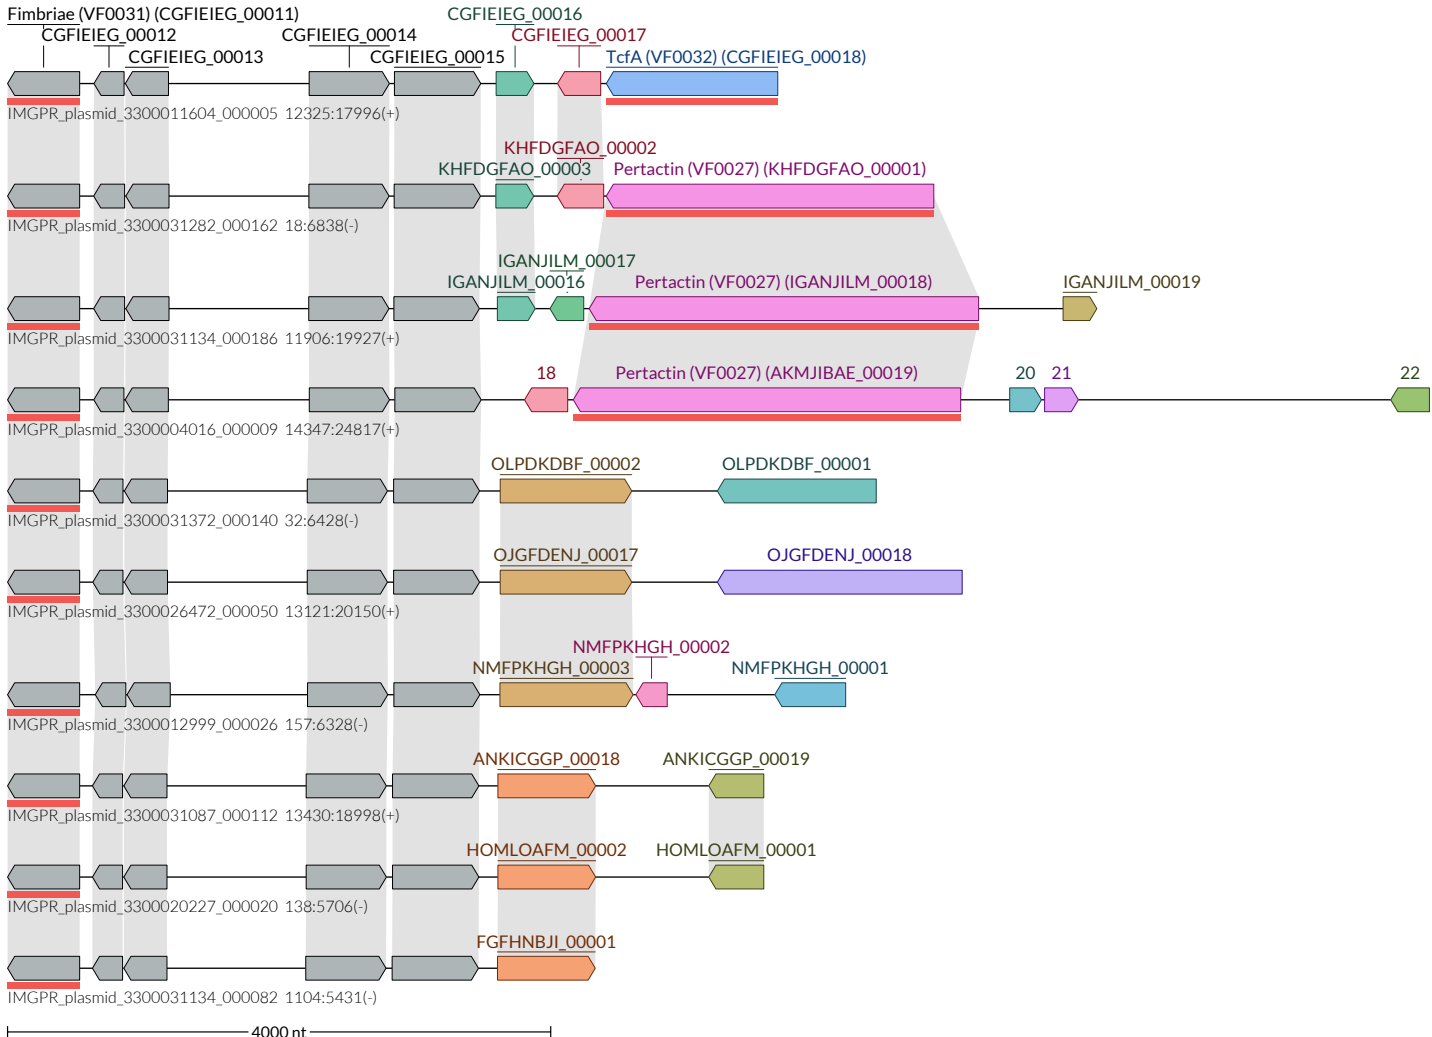 Fimbriae (VF0031) (CGFIEIEG_00011)
CGFIEIEG_00016
CGFIEIEG_00012
CGFIEIEG_00014
CGFIEIEG_00017
CGFIEIEG_00013
CGFIEIEG_00015
TcfA (VF0032) (CGFIEIEG_00018)
IMGPR_plasmid_3300011604_000005 12325:17996(+)
KHFDGFAO_00002
KHFDGFAO_00003
Pertactin (VF0027) (KHFDGFAO_00001)
IMGPR_plasmid_3300031282_000162 18:6838(-)
IGANJILM_00017
IGANJILM_00016
Pertactin (VF0027) (IGANJILM_00018)
IGANJILM_00019
IMGPR_plasmid_3300031134_000186 11906:19927(+)
18
Pertactin (VF0027) (AKMJIBAE_00019)
20
21
22
IMGPR_plasmid_3300004016_000009 14347:24817(+)
OLPDKDBF_00002
OLPDKDBF_00001
IMGPR_plasmid_3300031372_000140 32:6428(-)
OJGFDENJ_00017
OJGFDENJ_00018
IMGPR_plasmid_3300026472_000050 13121:20150(+)
NMFPKHGH_00002
NMFPKHGH_00003
NMFPKHGH_00001
IMGPR_plasmid_3300012999_000026 157:6328(-)
ANKICGGP_00018
ANKICGGP_00019
IMGPR_plasmid_3300031087_000112 13430:18998(+)
HOMLOAFM_00002
HOMLOAFM_00001
IMGPR_plasmid_3300020227_000020 138:5706(-)
FGFHNBJI_00001
IMGPR_plasmid_3300031134_000082 1104:5431(-)
4000 nt